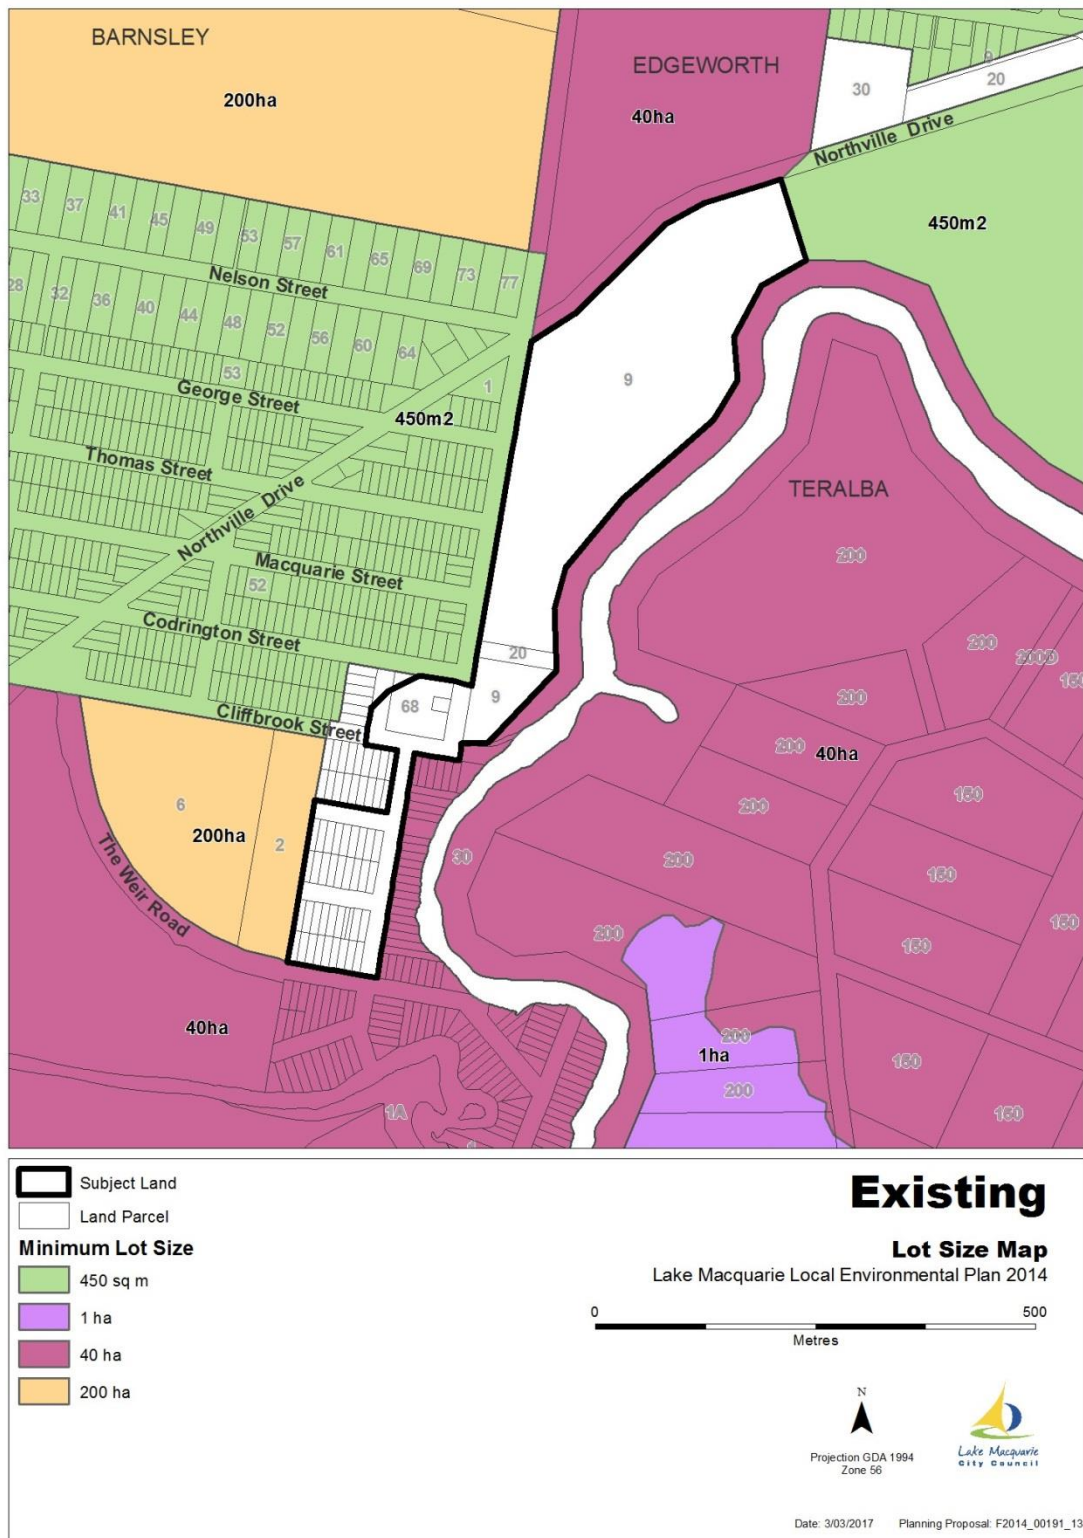 BARNSLEY
EDGEWORTH
200ha
40ha
30
9
20
Northville Drive
450m2
33
37
41
45
49
53
57
61
65
69
73
77
Nelson Street
28
32
36
40
44
48
52
56
60
64
53
1
George Street
450m2
9
Thomas Street
TERALBA
Northville Drive
200
Macquarie Street
52
Codrington Street
20
200
200D
150
9
200
68
Cliffbrook Street
200
40ha
200
150
6
200ha
2
30
200
150
The Weir Road
200
150
150
40ha
200
1ha
200
150
150
1A
Subject Land
Land Parcel
Minimum Lot Size
450 sq m
1 ha
40 ha
200 ha
Existing
Lot Size Map
Lake Macquarie Local Environmental Plan 2014
0 500
Metres
N
Projection GDA 1994
Zone 56
Lake Macquarie
City Council
Date: 3/03/2017 Planning Proposal: F2014_00191_13